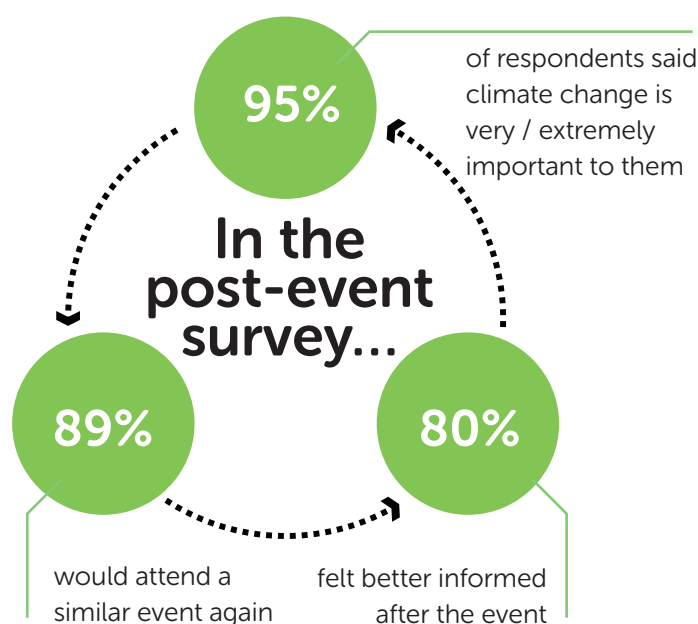 95%
of respondents said
climate change is
very / extremely
important to them
In the
post-event
survey...
89%
would attend a
similar event again
80%
felt better informed
after the event